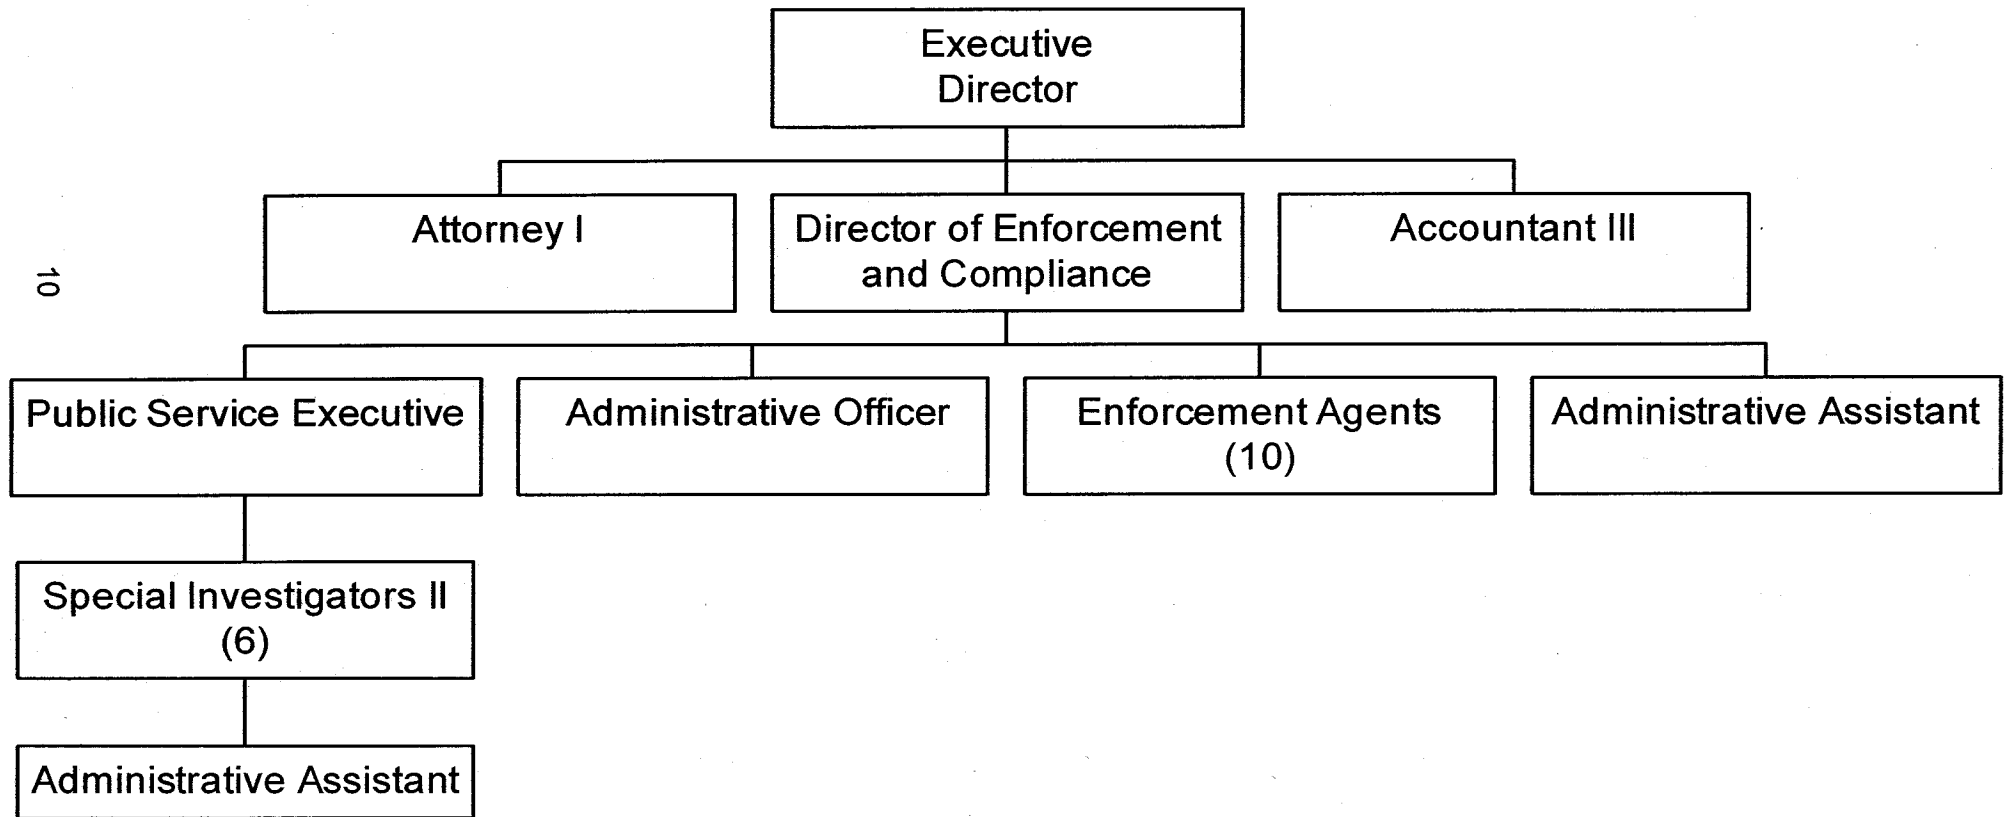 Executive
Director
Attorney I
Director of Enforcement
and Compliance
Accountant III
10
Public Service Executive
Administrative Officer
Enforcement Agents
(10)
Administrative Assistant
Special Investigators II
(6)
Administrative Assistant